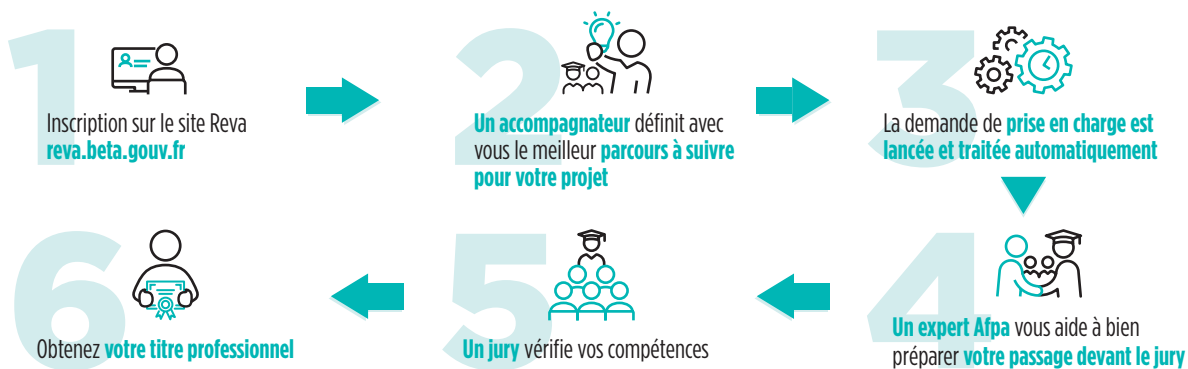 1
Inscription sur le site Reva
reva.beta.gouv.fr
2
Un accompagnateur définit avec
vous le meilleur parcours à suivre
pour votre projet
3
La demande de prise en charge est
lancée et traitée automatiquement
4
Un expert Afpa vous aide à bien
préparer votre passage devant le jury
5
Un jury vérifie vos compétences
6
Obtenez votre titre professionnel